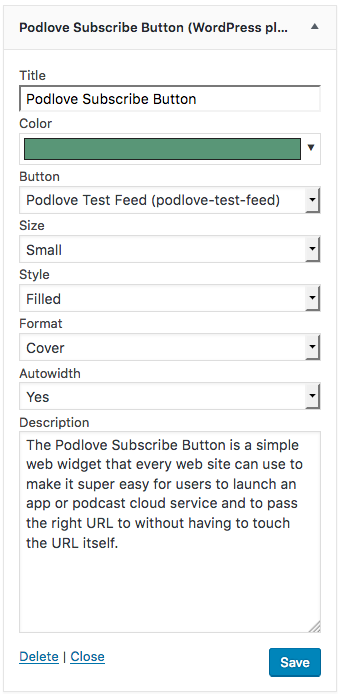 Podlove Subscribe Button (WordPress pl...
Title
Podlove Subscribe Button
Color
Button
Podlove Test Feed (podlove-test-feed)
Size
Small
Style
Filled
Format
Cover
Autowidth
Yes
Description
The Podlove Subscribe Button is a simple
web widget that every web site can use to
make it super easy for users to launch an
app or podcast cloud service and to pass
the right URL to without having to touch
the URL itself.
Delete | Close
Save